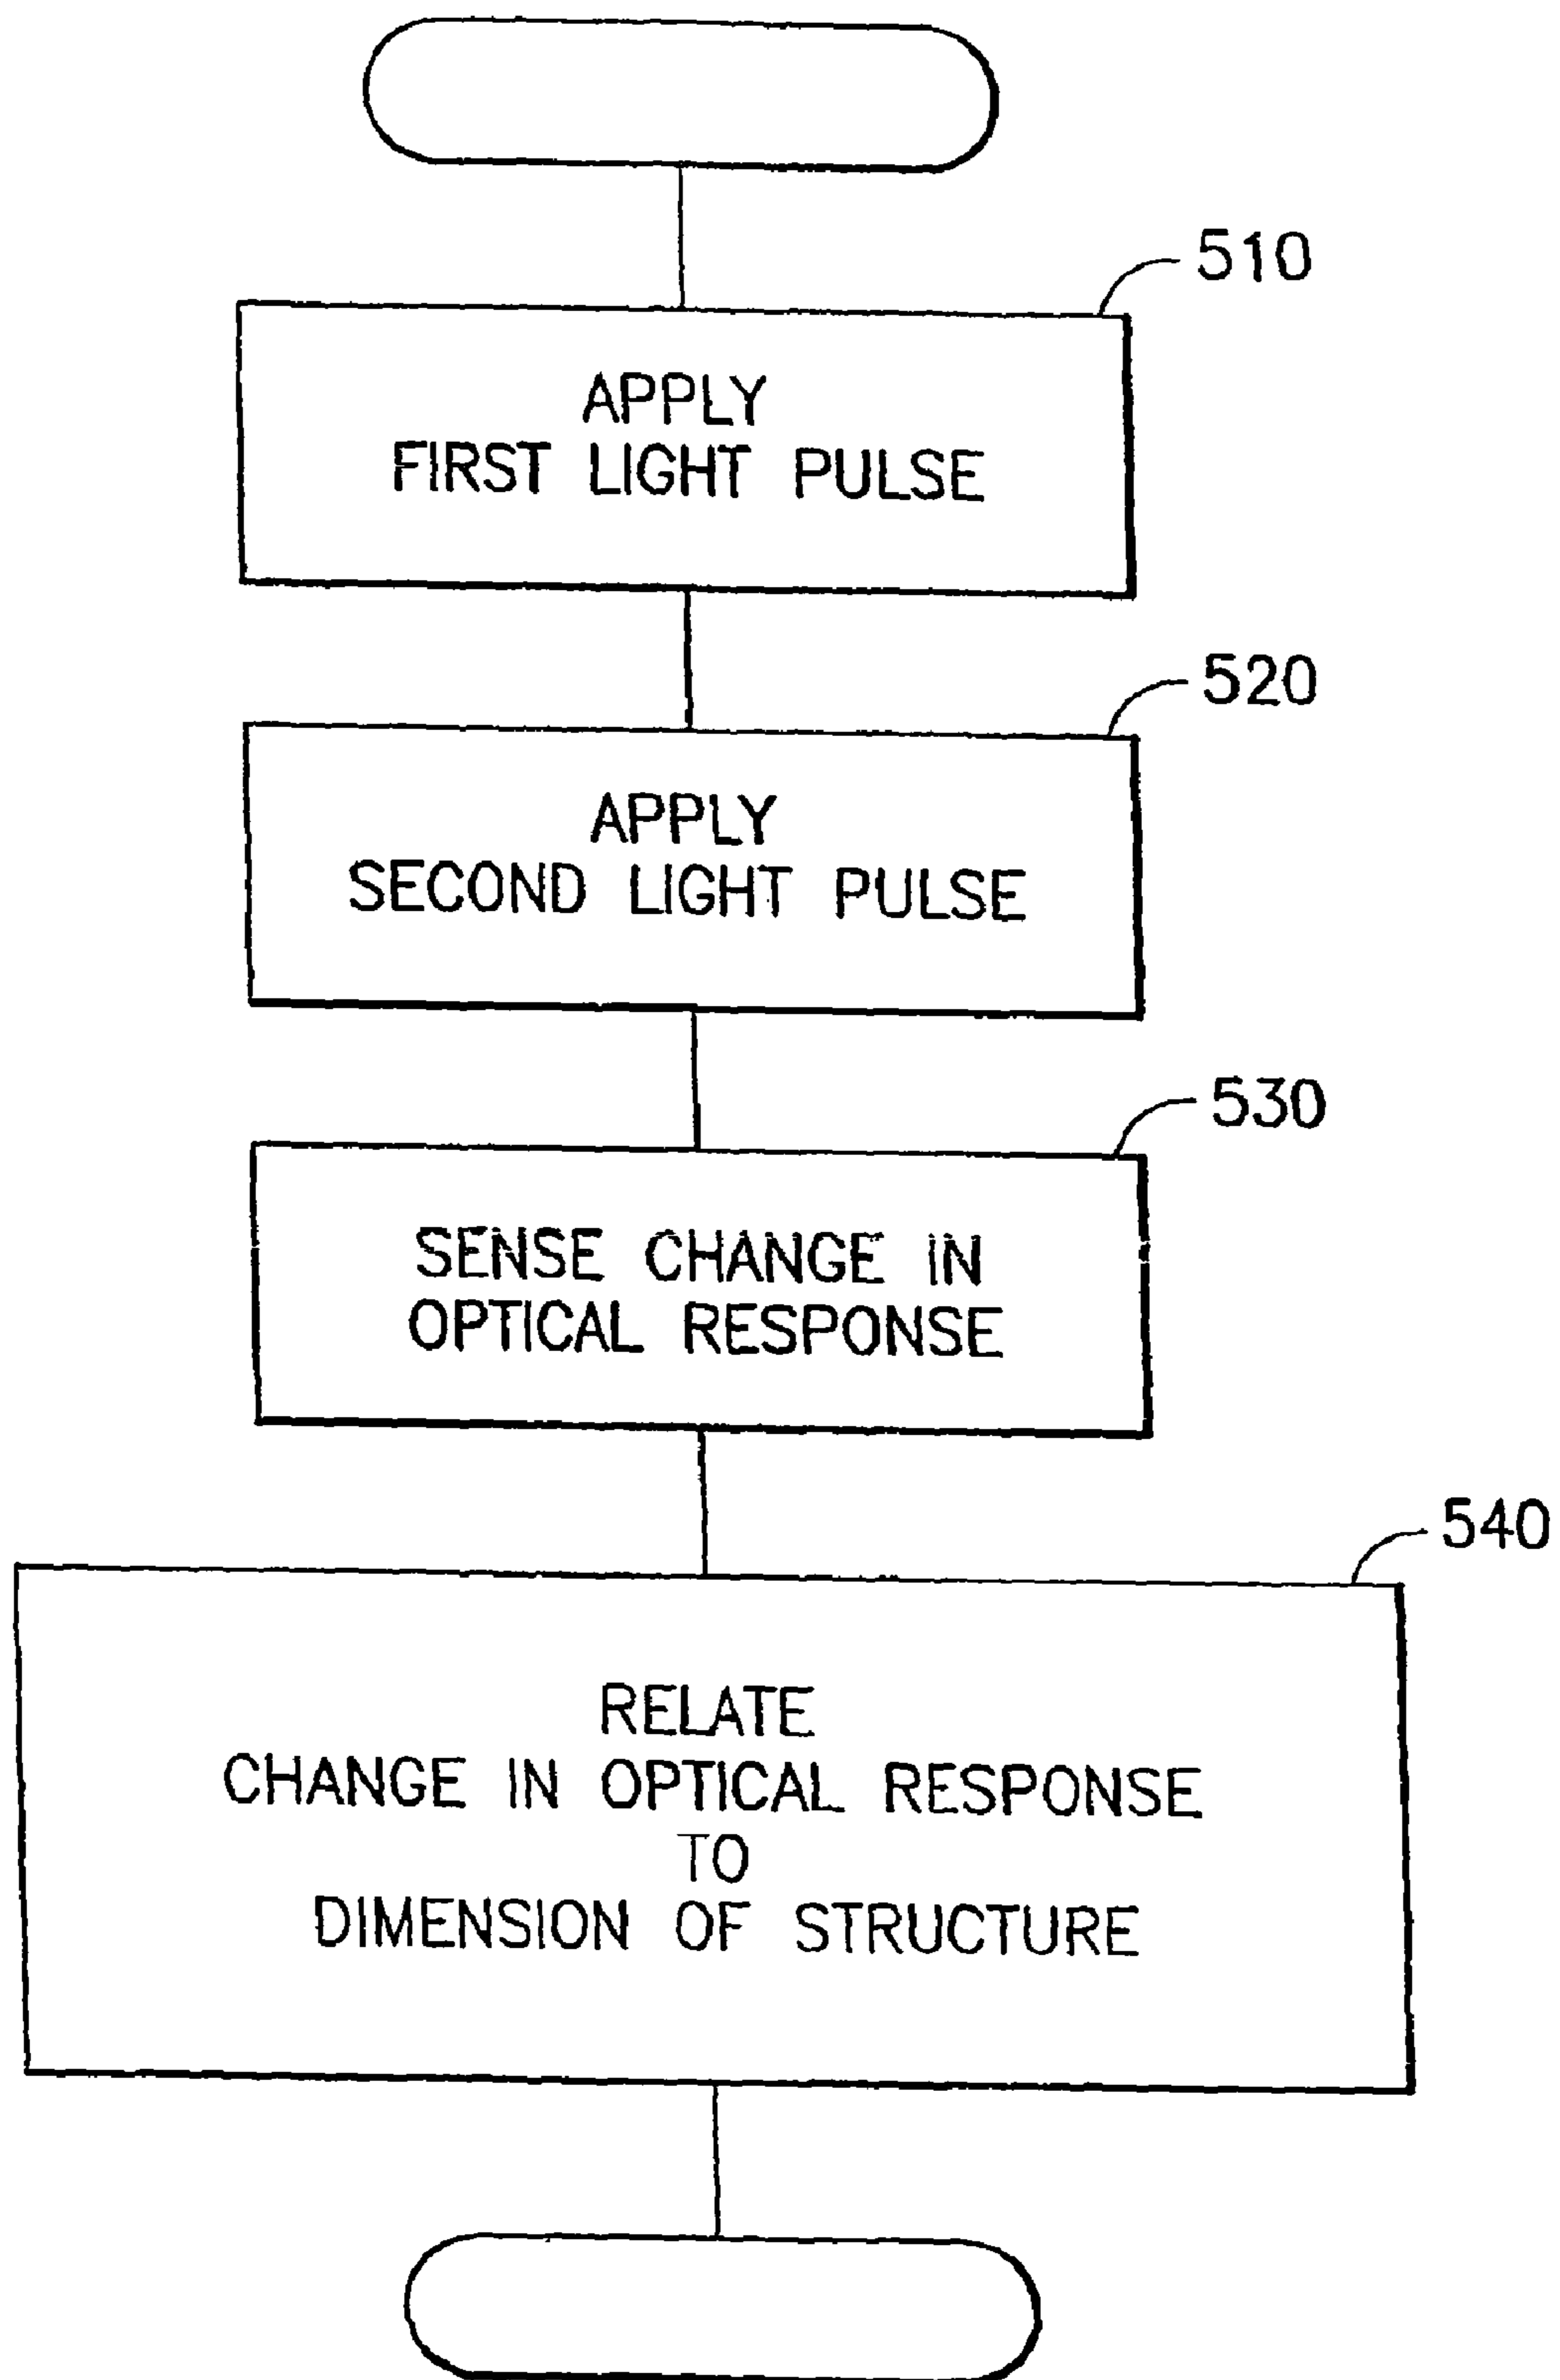 510
APPLY
FIRST LIGHT PULSE
520
APPLY
SECOND LIGHT PULSE
530
SENSE CHANGE IN
OPTICAL RESPONSE
540
RELATE
CHANGE IN OPTICAL RESPONSE
TO
DIMENSION OF STRUCTURE